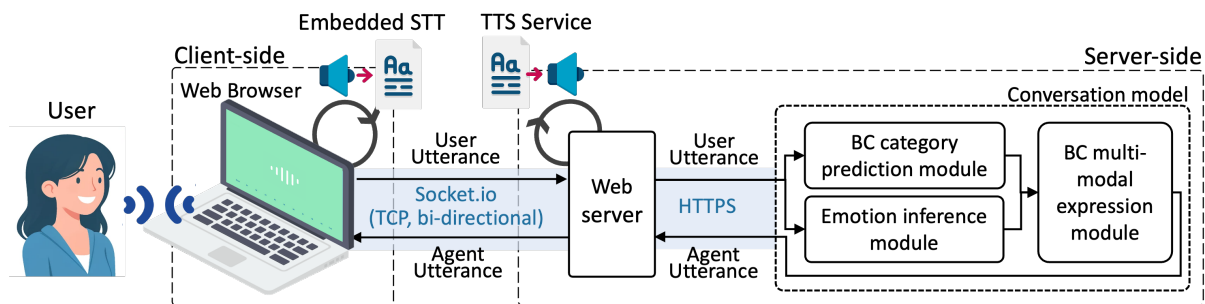 Embedded STT
TTS Service
Client-side
Server-side
Aa
Aa
Web Browser
Conversation model
User
User
Utterance
User
Utterance
BC category
prediction module
BC multi-
modal
expression
module
Socket.io
(TCP, bi-directional)
Web
server
HTTPS
Emotion inference
module
Agent
Utterance
Agent
Utterance